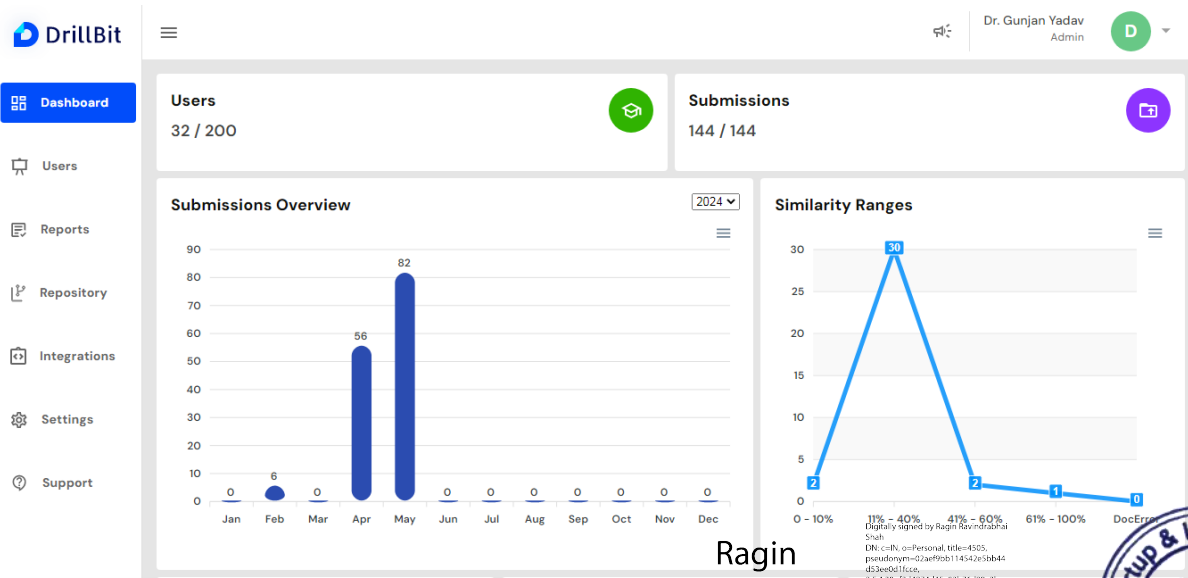 DrillBit
Dr. Gunjan Yadav
Admin
D
Dashboard
Users
Reports
Repository
Integrations
Settings
Support
Users
32 / 200
Submissions
144 / 144
Submissions Overview
2024
90
80
70
60
50
40
30
20
10
0
0 6 0 56 82 0 0 0 0 0 0 0
Jan Feb Mar Apr May Jun Jul Aug Sep Oct Nov Dec
Similarity Ranges
30
25
20
15
10
5
0
2 30 2 1 0
0 - 10% 11% - 40% 41% - 60% 61% - 100% DocError
Ragin
Digitally signed by Ragin Ravindrabhai
Shah
DN: c=IN, o=Personal, title=4505,
pseudonym=02aef9bb114542e5bb44
d53ee0d1fcce,